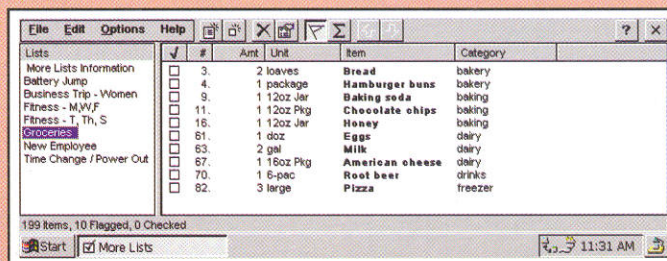 File Edit Options Help ? ×
Lists √ # Amt Unit Item Category
More Lists Information
Battery Jump
Business Trip - Women
Fitness - M,W,F
Fitness - T, Th, S
Groceries
New Employee
Time Change / Power Out
3. 2 loaves Bread bakery
4. 1 package Hamburger buns bakery
9. 1 12oz Jar Baking soda baking
11. 1 12oz Pkg Chocolate chips baking
16. 1 12oz Jar Honey baking
61. 1 doz Eggs dairy
63. 2 gal Milk dairy
67. 1 16oz Pkg American cheese dairy
70. 1 6-pac Root beer drinks
82. 3 large Pizza freezer
199 Items, 10 Flagged, 0 Checked
Start More Lists 11:31 AM